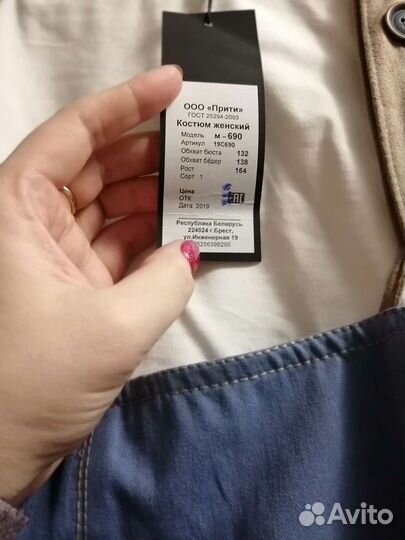 ООО «Прити»
ГОСТ 25294-2003
Костюм женский
Модель м – 690
Артикул 19С690
Обхват бюста 132
Обхват бёдер 138
Рост 164
Сорт 1
Цена
ОТК
Дата 2019
EAC
Республика Беларусь
224024 г.Брест,
ул.Инженерная 19
Avito